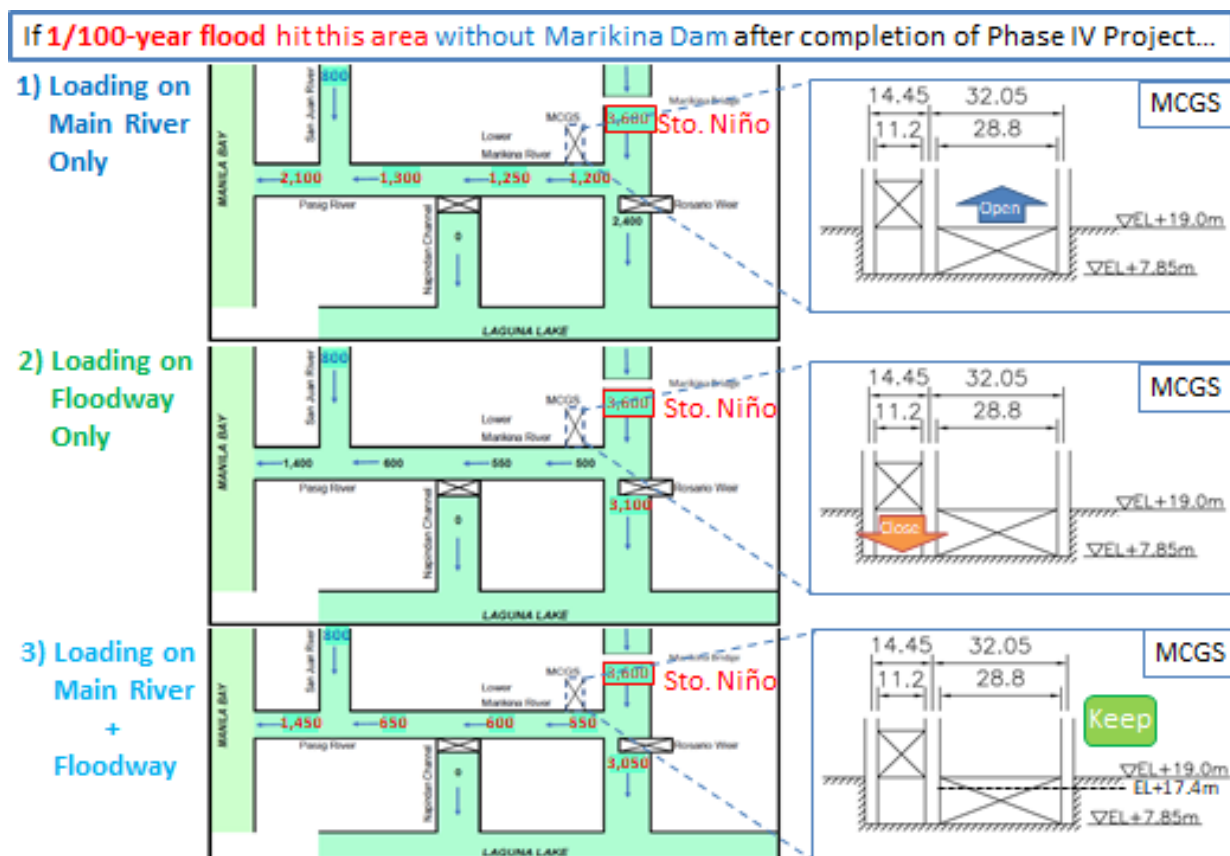 If 1/100-year flood hit this area without Marikina Dam after completion of Phase IV Project...
1) Loading on
Main River
Only
MANILA BAY
San Juan River
800
Lower
Marikina River
MCGS
Marikina Bridge
3,600
Sto. Niño
2,100
1,300
1,250
1,200
Pasig River
Napindan Channel
0
Rosario Weir
2,400
LAGUNA LAKE
MCGS
14.45
32.05
11.2
28.8
Open
▽EL+19.0m
▽EL+7.85m
2) Loading on
Floodway
Only
MANILA BAY
San Juan River
800
Lower
Marikina River
MCGS
Marikina Bridge
3,600
Sto. Niño
1,400
600
550
500
Pasig River
Napindan Channel
0
Rosario Weir
3,100
LAGUNA LAKE
MCGS
14.45
32.05
11.2
28.8
Close
▽EL+19.0m
▽EL+7.85m
3) Loading on
Main River
+
Floodway
MANILA BAY
San Juan River
800
Lower
Marikina River
MCGS
Marikina Bridge
3,600
Sto. Niño
1,450
650
600
550
Pasig River
Napindan Channel
0
Rosario Weir
3,050
LAGUNA LAKE
MCGS
14.45
32.05
11.2
28.8
Keep
▽EL+19.0m
EL+17.4m
▽EL+7.85m